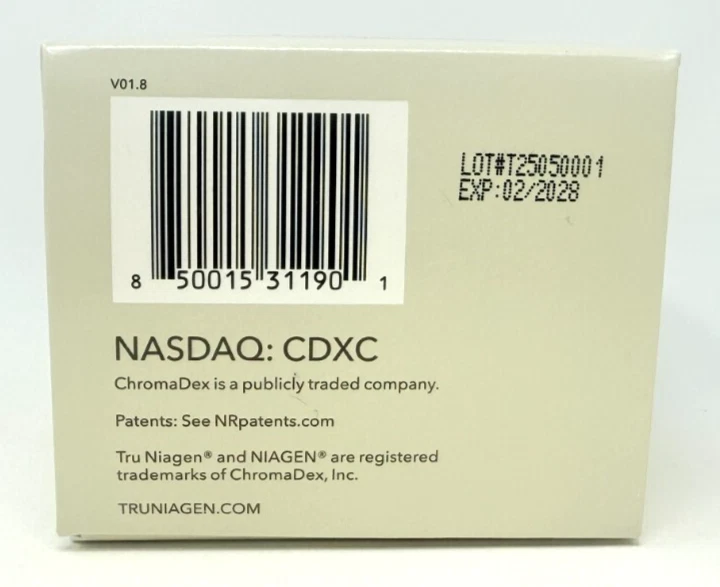 V01.8
8 50015 31190 1
LOT#T25050001
EXP:02/2028
NASDAQ: CDXC
ChromaDex is a publicly traded company.
Patents: See NRpatents.com
Tru Niagen® and NIAGEN® are registered
trademarks of ChromaDex, Inc.
TRUNIAGEN.COM